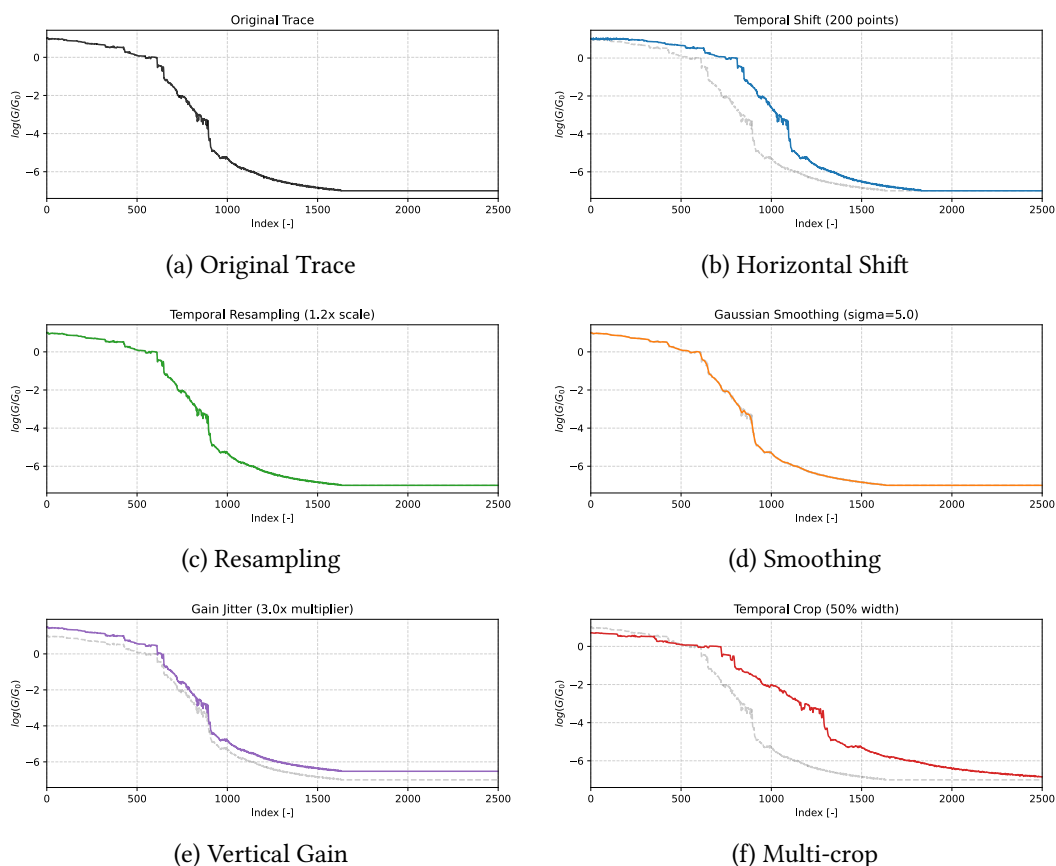 Original Trace
log(G/G₀)
0
−2
−4
−6
0 500 1000 1500 2000 2500
Index [-]
(a) Original Trace
Temporal Shift (200 points)
log(G/G₀)
0
−2
−4
−6
0 500 1000 1500 2000 2500
Index [-]
(b) Horizontal Shift
Temporal Resampling (1.2x scale)
log(G/G₀)
0
−2
−4
−6
0 500 1000 1500 2000 2500
Index [-]
(c) Resampling
Gaussian Smoothing (sigma=5.0)
log(G/G₀)
0
−2
−4
−6
0 500 1000 1500 2000 2500
Index [-]
(d) Smoothing
Gain Jitter (3.0x multiplier)
log(G/G₀)
0
−2
−4
−6
0 500 1000 1500 2000 2500
Index [-]
(e) Vertical Gain
Temporal Crop (50% width)
log(G/G₀)
0
−2
−4
−6
0 500 1000 1500 2000 2500
Index [-]
(f) Multi-crop